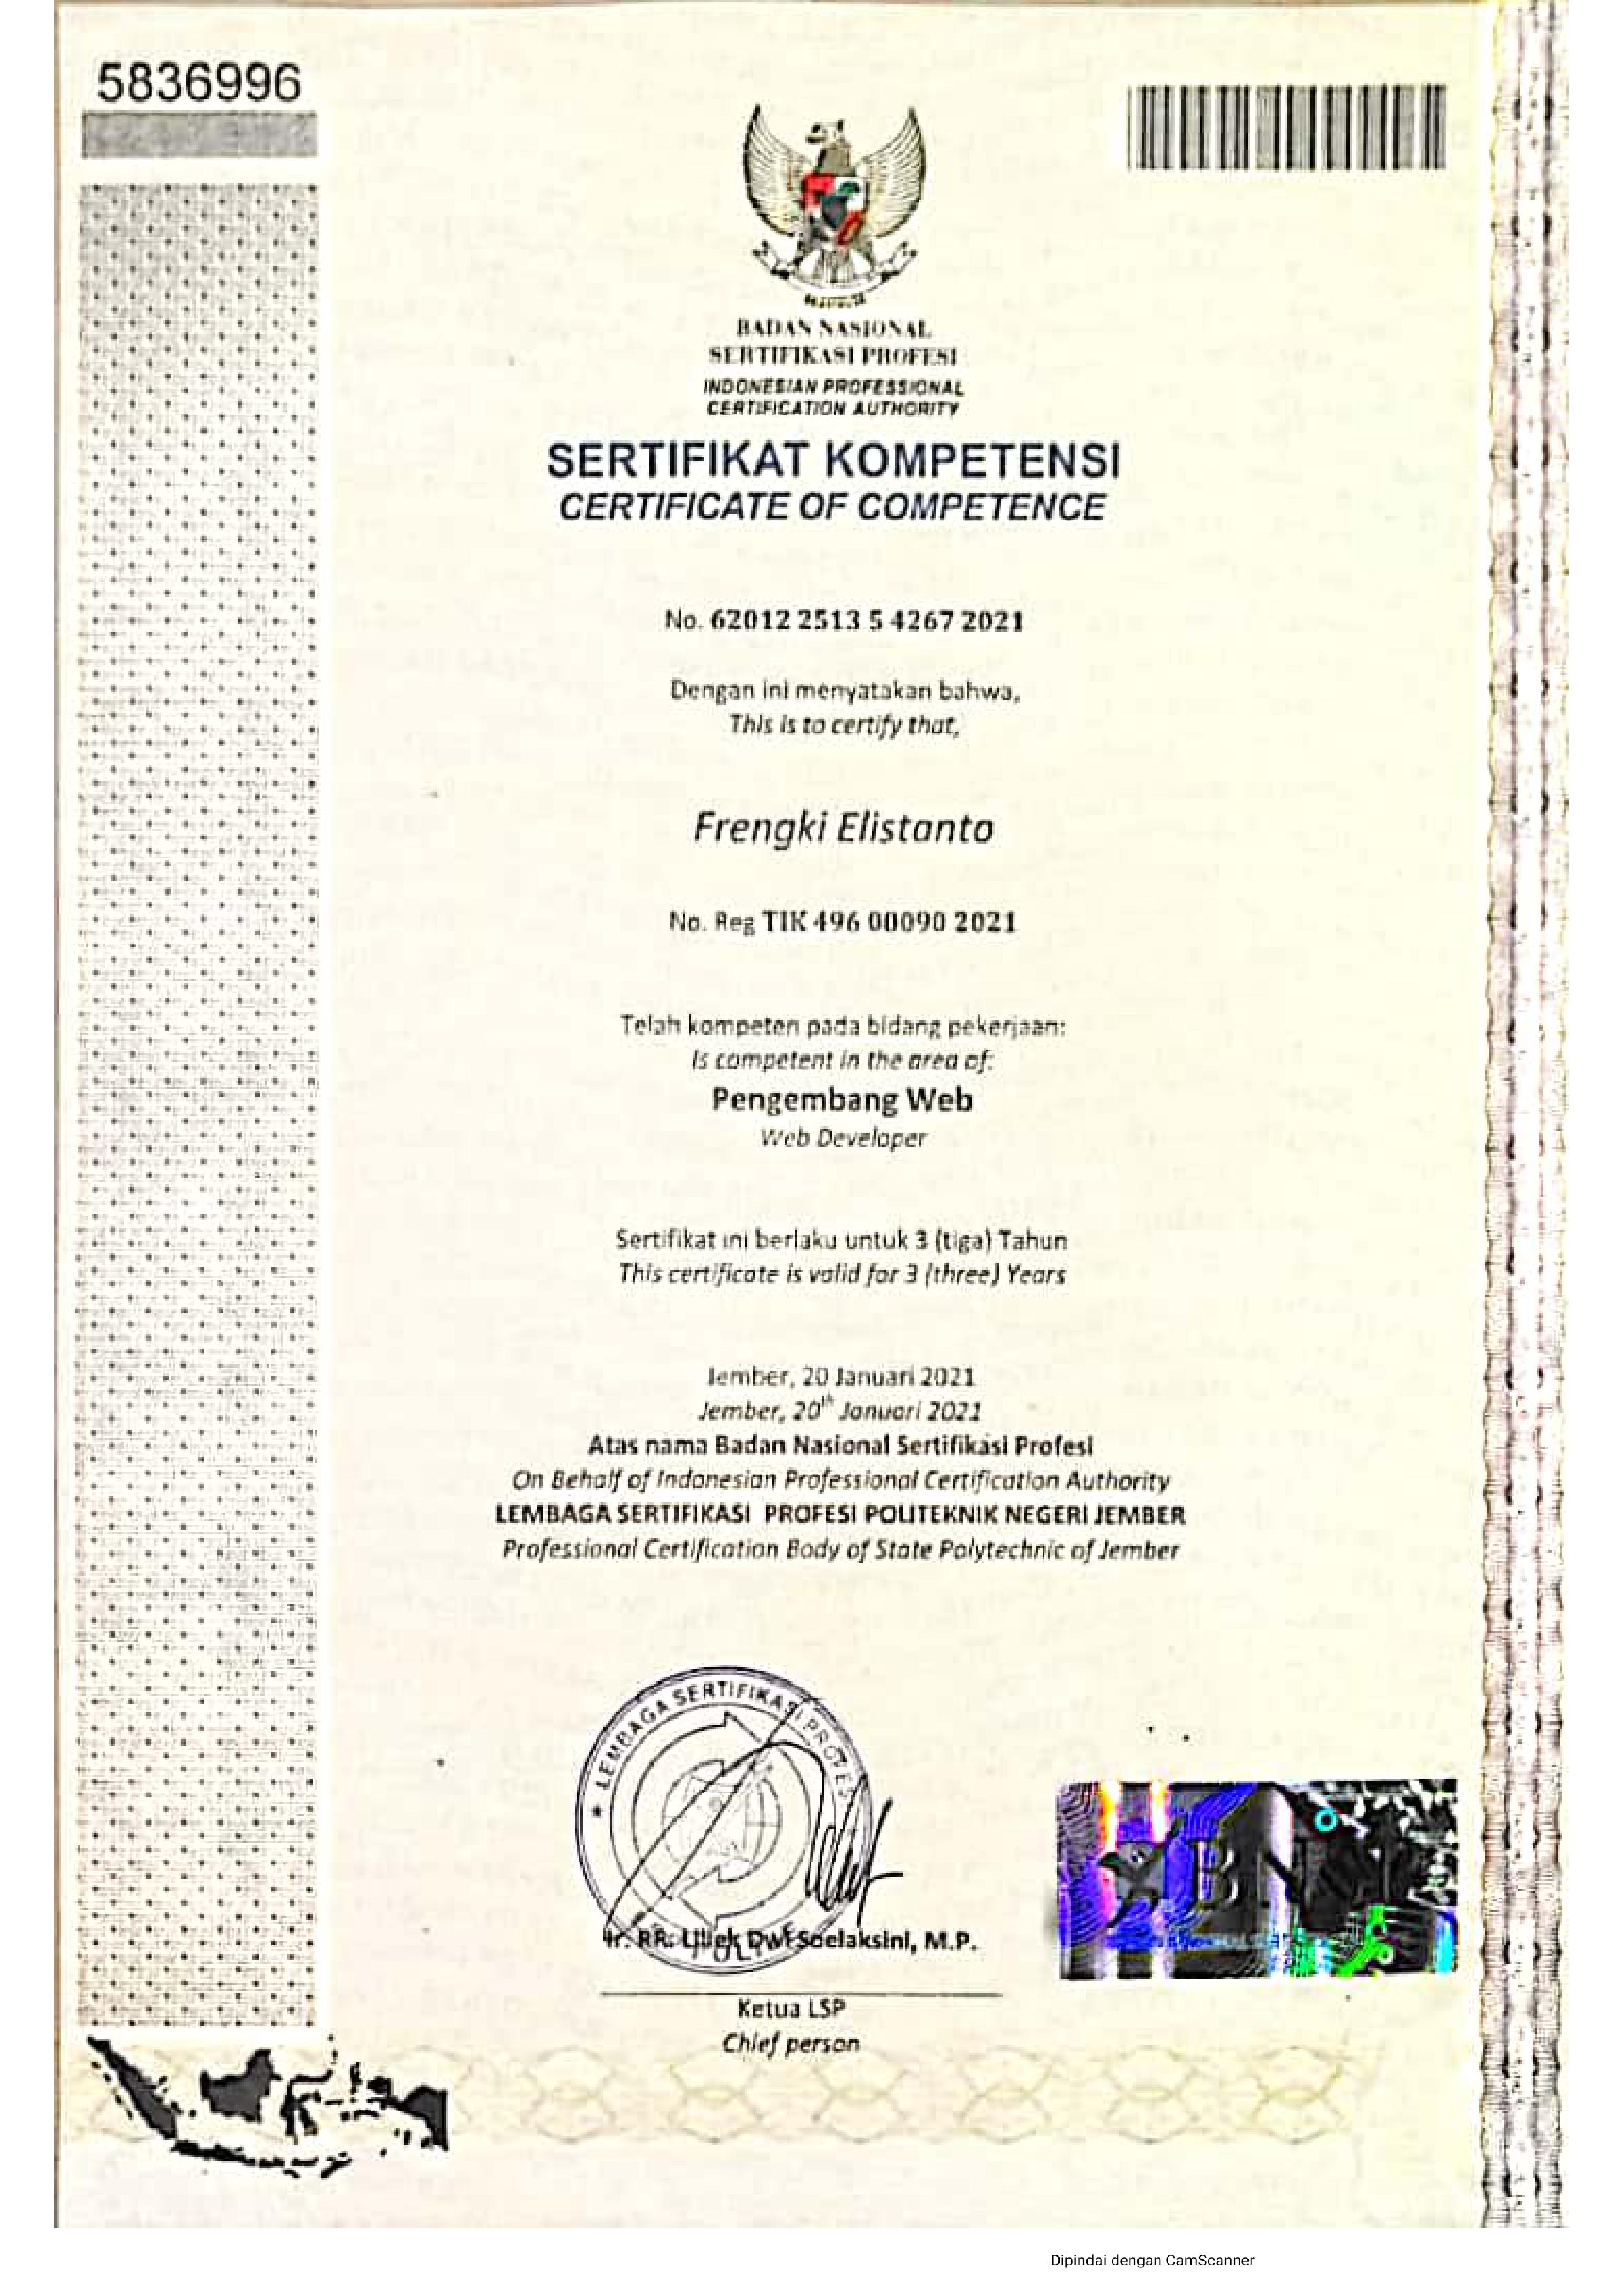 5836996
BADAN NASIONAL
SERTIFIKASI PROFESI
INDONESIAN PROFESSIONAL
CERTIFICATION AUTHORITY
SERTIFIKAT KOMPETENSI
CERTIFICATE OF COMPETENCE
No. 62012 2513 5 4267 2021
Dengan ini menyatakan bahwa,
This is to certify that,
Frengki Elistanto
No. Reg TIK 496 00090 2021
Telah kompeten pada bidang pekerjaan:
Is competent in the area of:
Pengembang Web
Web Developer
Sertifikat ini berlaku untuk 3 (tiga) Tahun
This certificate is valid for 3 (three) Years
Jember, 20 Januari 2021
Jember, 20th Januari 2021
Atas nama Badan Nasional Sertifikasi Profesi
On Behalf of Indonesian Professional Certification Authority
LEMBAGA SERTIFIKASI PROFESI POLITEKNIK NEGERI JEMBER
Professional Certification Body of State Polytechnic of Jember
LEMBAGA SERTIFIKASI PROFESI
Ir. RR. Liliek Dwi Soelaksini, M.P.
Ketua LSP
Chief person
Dipindai dengan CamScanner